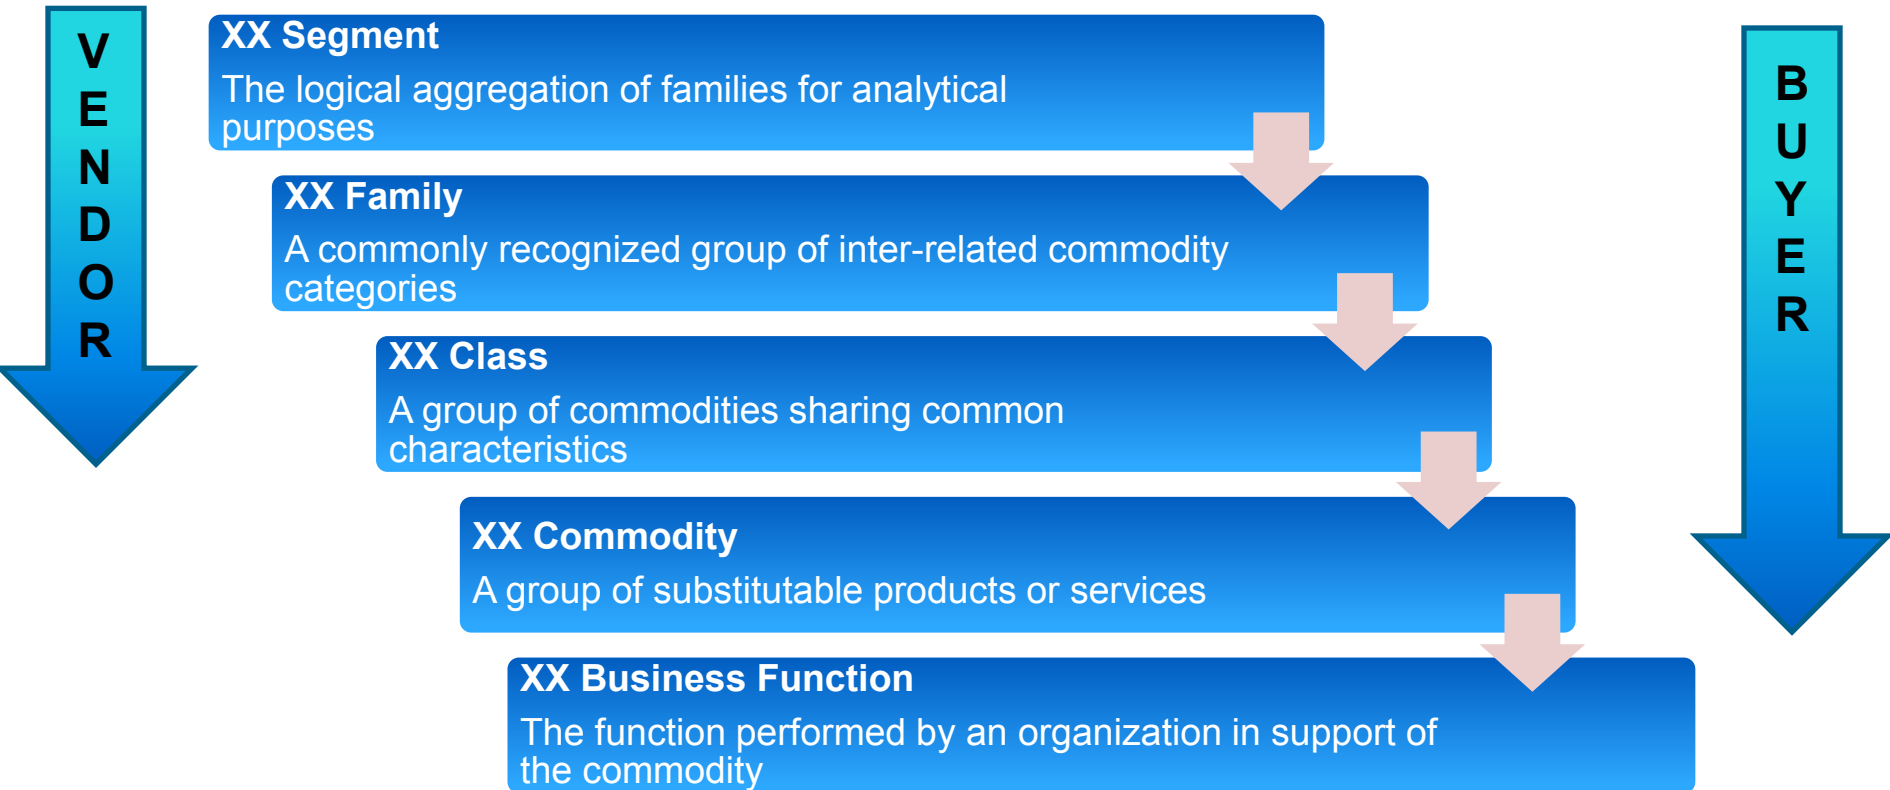 VENDOR
XX Segment
The logical aggregation of families for analytical
purposes
XX Family
A commonly recognized group of inter-related commodity
categories
XX Class
A group of commodities sharing common
characteristics
XX Commodity
A group of substitutable products or services
XX Business Function
The function performed by an organization in support of
the commodity
BUYER